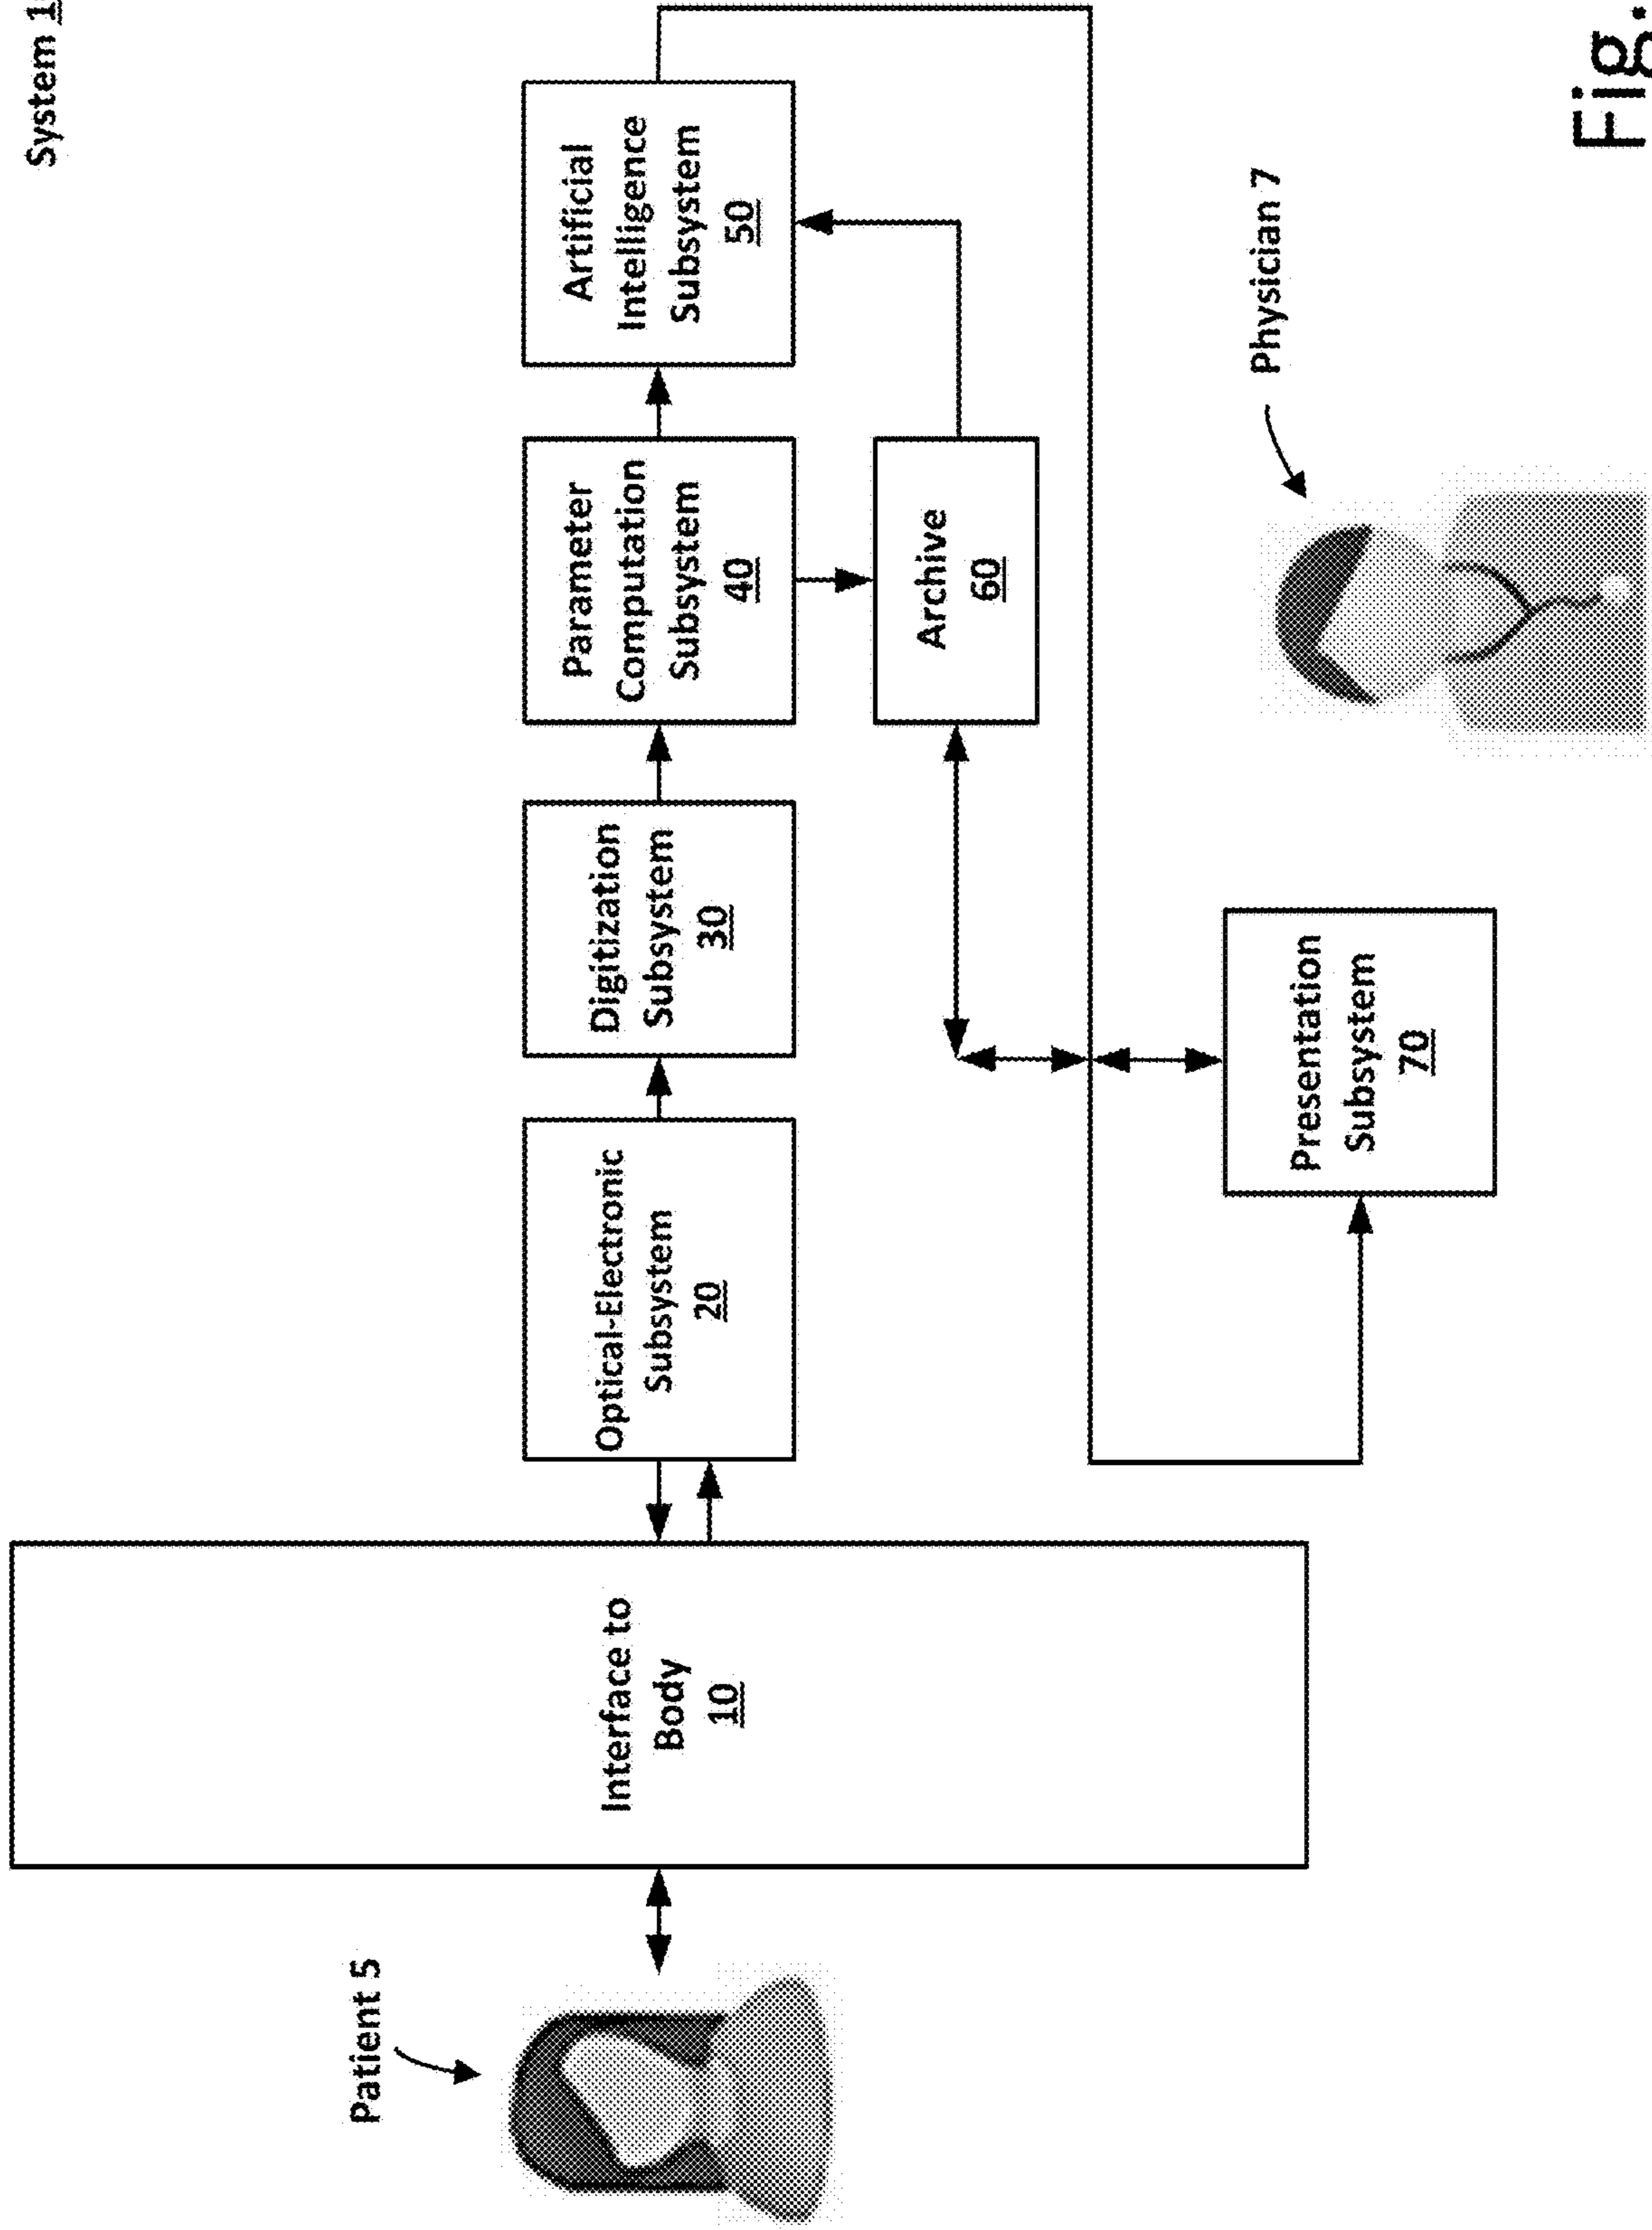 System 1
Patient 5
Interface to
Body
10
Optical-Electronic
Subsystem
20
Digitization
Subsystem
30
Parameter
Computation
Subsystem
40
Artificial
Intelligence
Subsystem
50
Archive
60
Presentation
Subsystem
70
Physician 7
Fig.